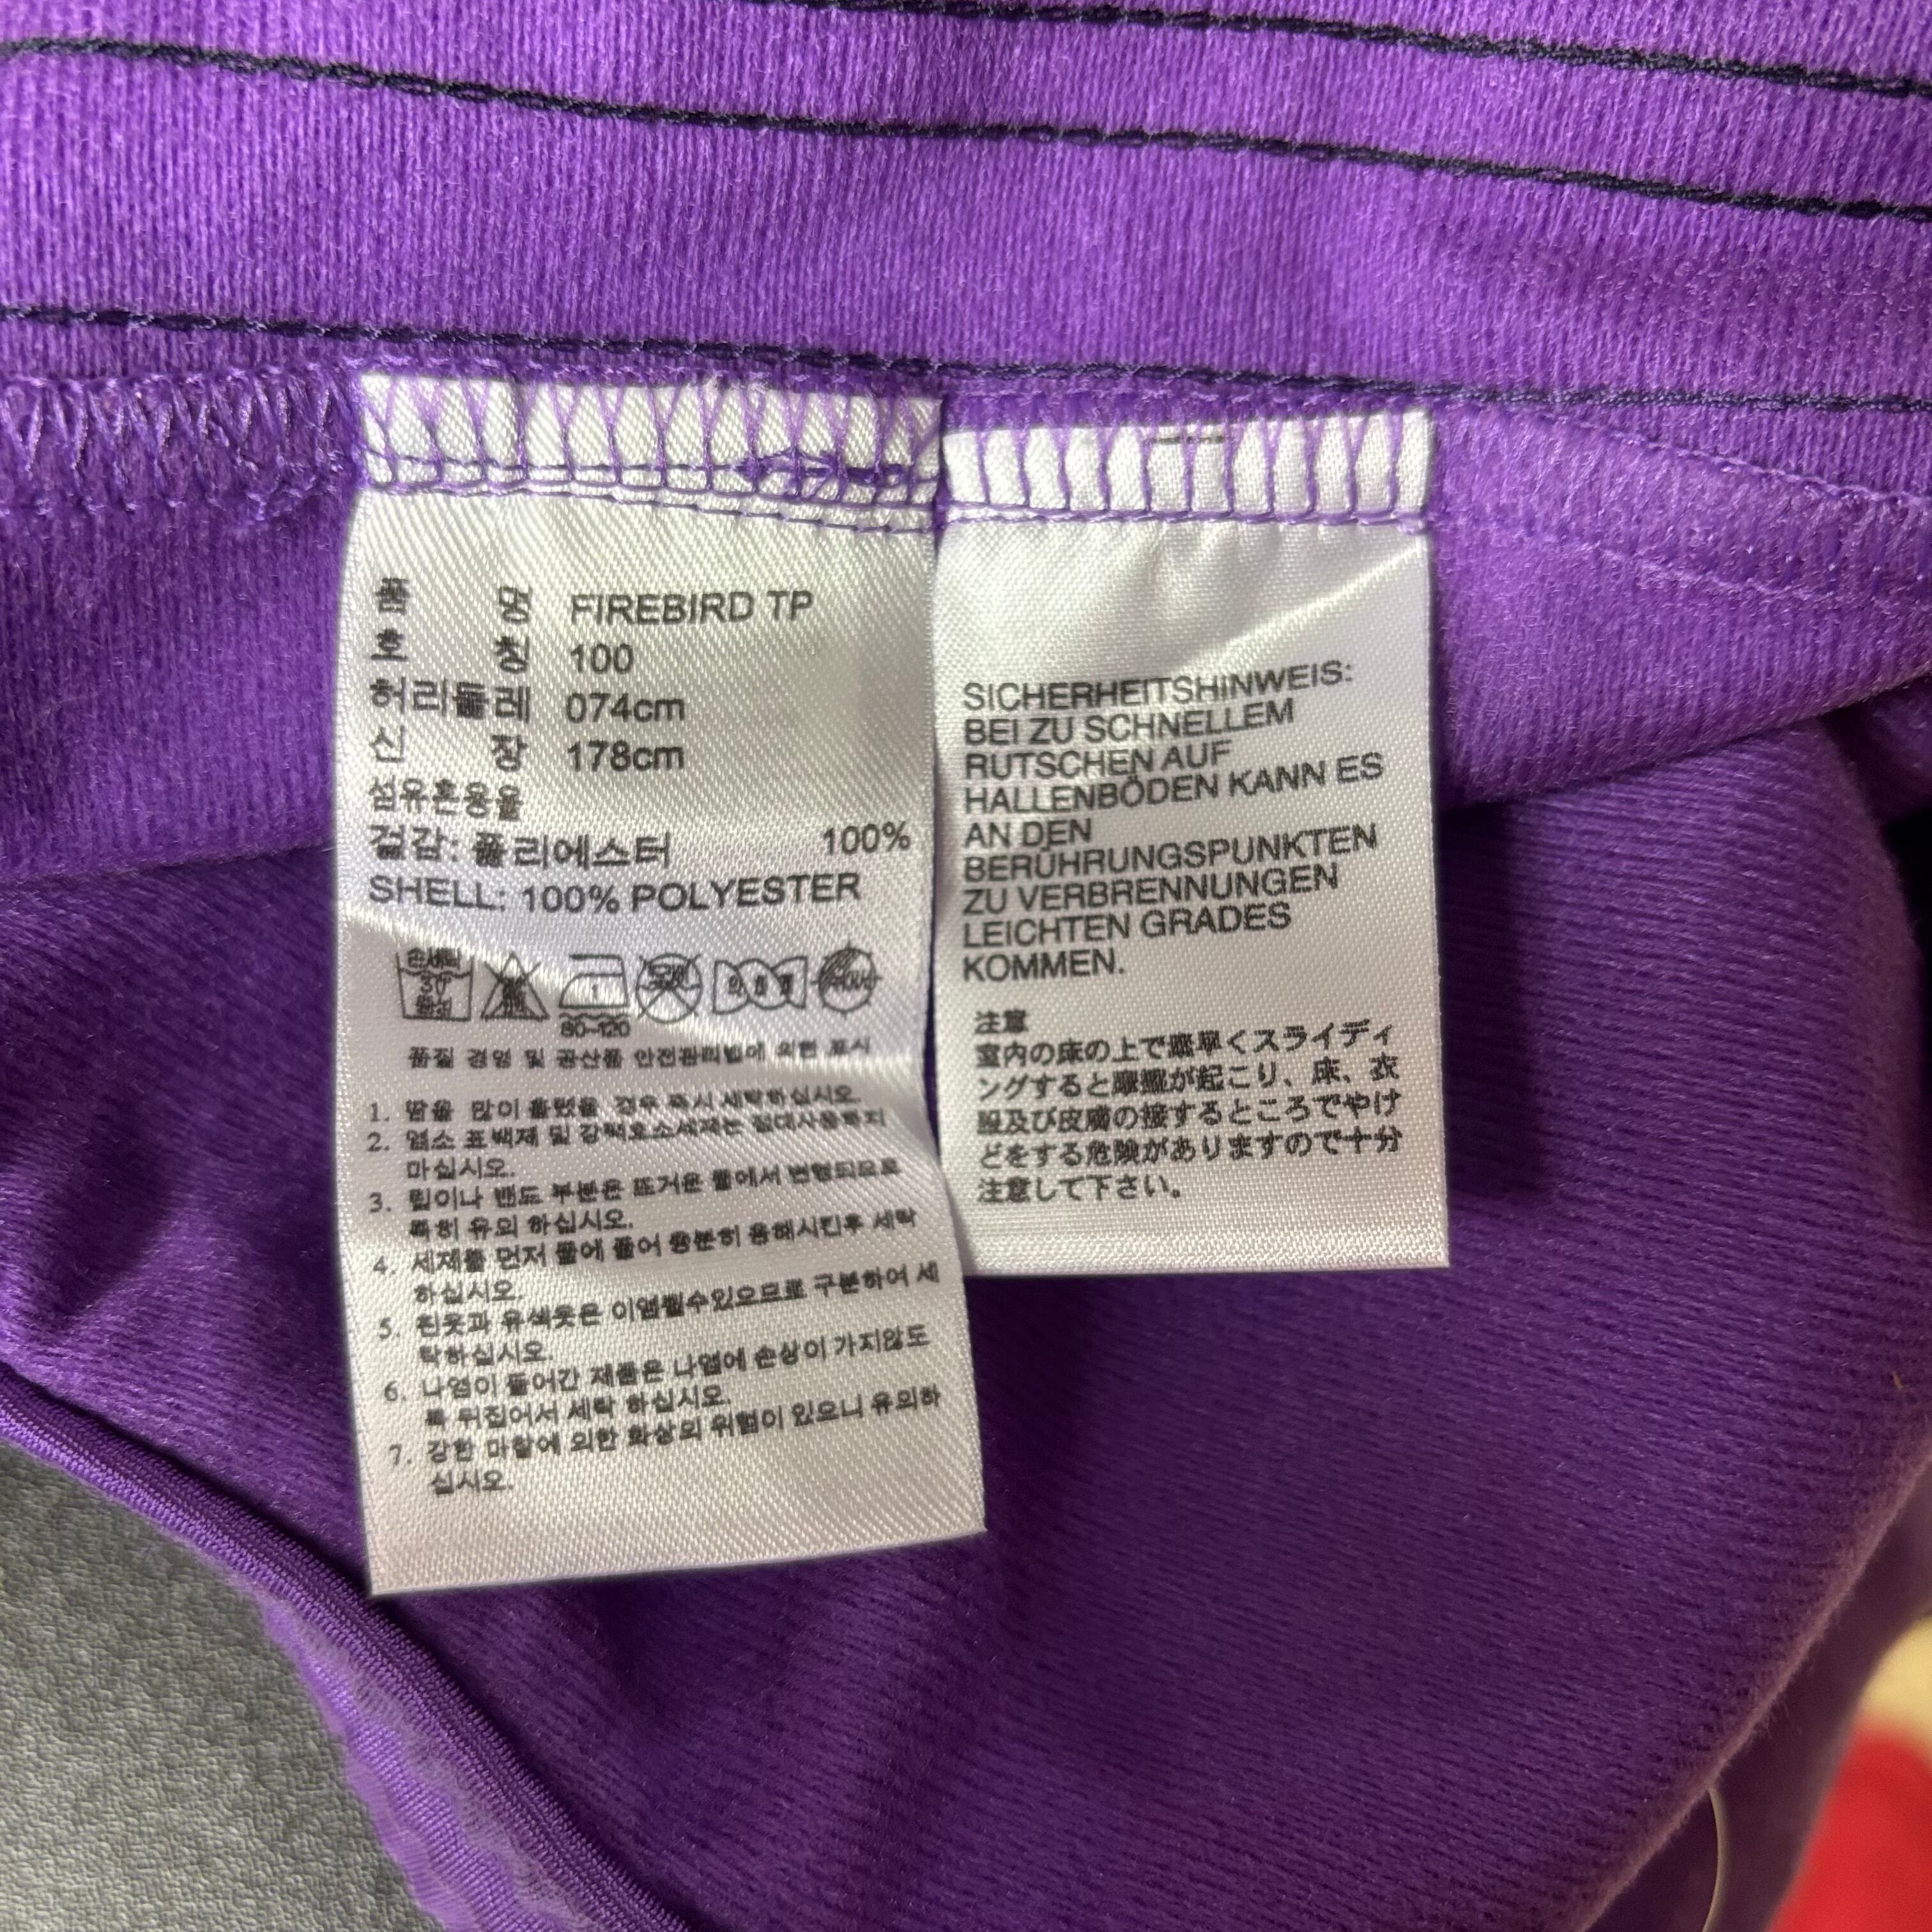 품 명 FIREBIRD TP
호 칭 100
허리둘레 074cm
신 장 178cm
섬유혼용율
겉감: 폴리에스터 100%
SHELL: 100% POLYESTER
손세탁
30°
중성
80~120
품질 경영 및 공산품 안전관리법에 의한 표시
1. 땀을 많이 흘렸을 경우 즉시 세탁하십시오.
2. 염소 표백제 및 강력효소세제는 절대사용하지
마십시오.
3. 립이나 밴드 부분은 뜨거운 물에서 변형되므로
특히 유의 하십시오.
4. 세제를 먼저 물에 풀어 충분히 용해시킨후 세탁
하십시오.
5. 흰옷과 유색옷은 이염될수있으므로 구분하여 세
탁하십시오.
6. 나염이 들어간 제품은 나염에 손상이 가지않도
록 뒤집어서 세탁 하십시오.
7. 강한 마찰에 의한 화상의 위험이 있으니 유의하
십시오.
SICHERHEITSHINWEIS:
BEI ZU SCHNELLEM
RUTSCHEN AUF
HALLENBÖDEN KANN ES
AN DEN
BERÜHRUNGSPUNKTEN
ZU VERBRENNUNGEN
LEICHTEN GRADES
KOMMEN.
注意
室内の床の上で素早くスライディ
ングすると摩擦が起こり、床、衣
服及び皮膚の接するところでやけ
どをする危険がありますので十分
注意して下さい。